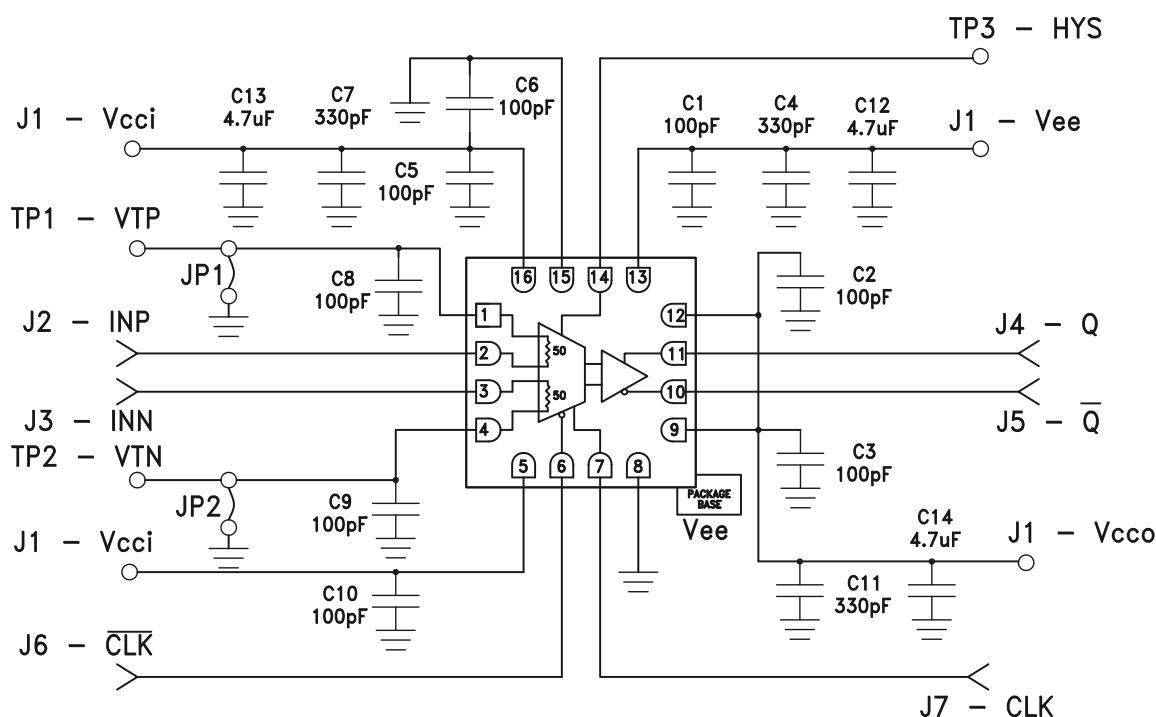 TP3 – HYS
J1 – Vcci
C13
4.7uF
C7
330pF
C6
100pF
C1
100pF
C4
330pF
C12
4.7uF
J1 – Vee
C5
100pF
TP1 – VTP
JP1
C8
100pF
16
15
14
13
C2
100pF
J2 – INP
1
12
J4 – Q
2
50
11
3
50
10
J3 – INN
J5 – Q̅
4
9
TP2 – VTN
5
6
7
8
C3
100pF
JP2
C9
100pF
PACKAGE
BASE
Vee
J1 – Vcci
C14
4.7uF
J1 – Vcco
C10
100pF
C11
330pF
J6 – C̅L̅K̅
J7 – CLK